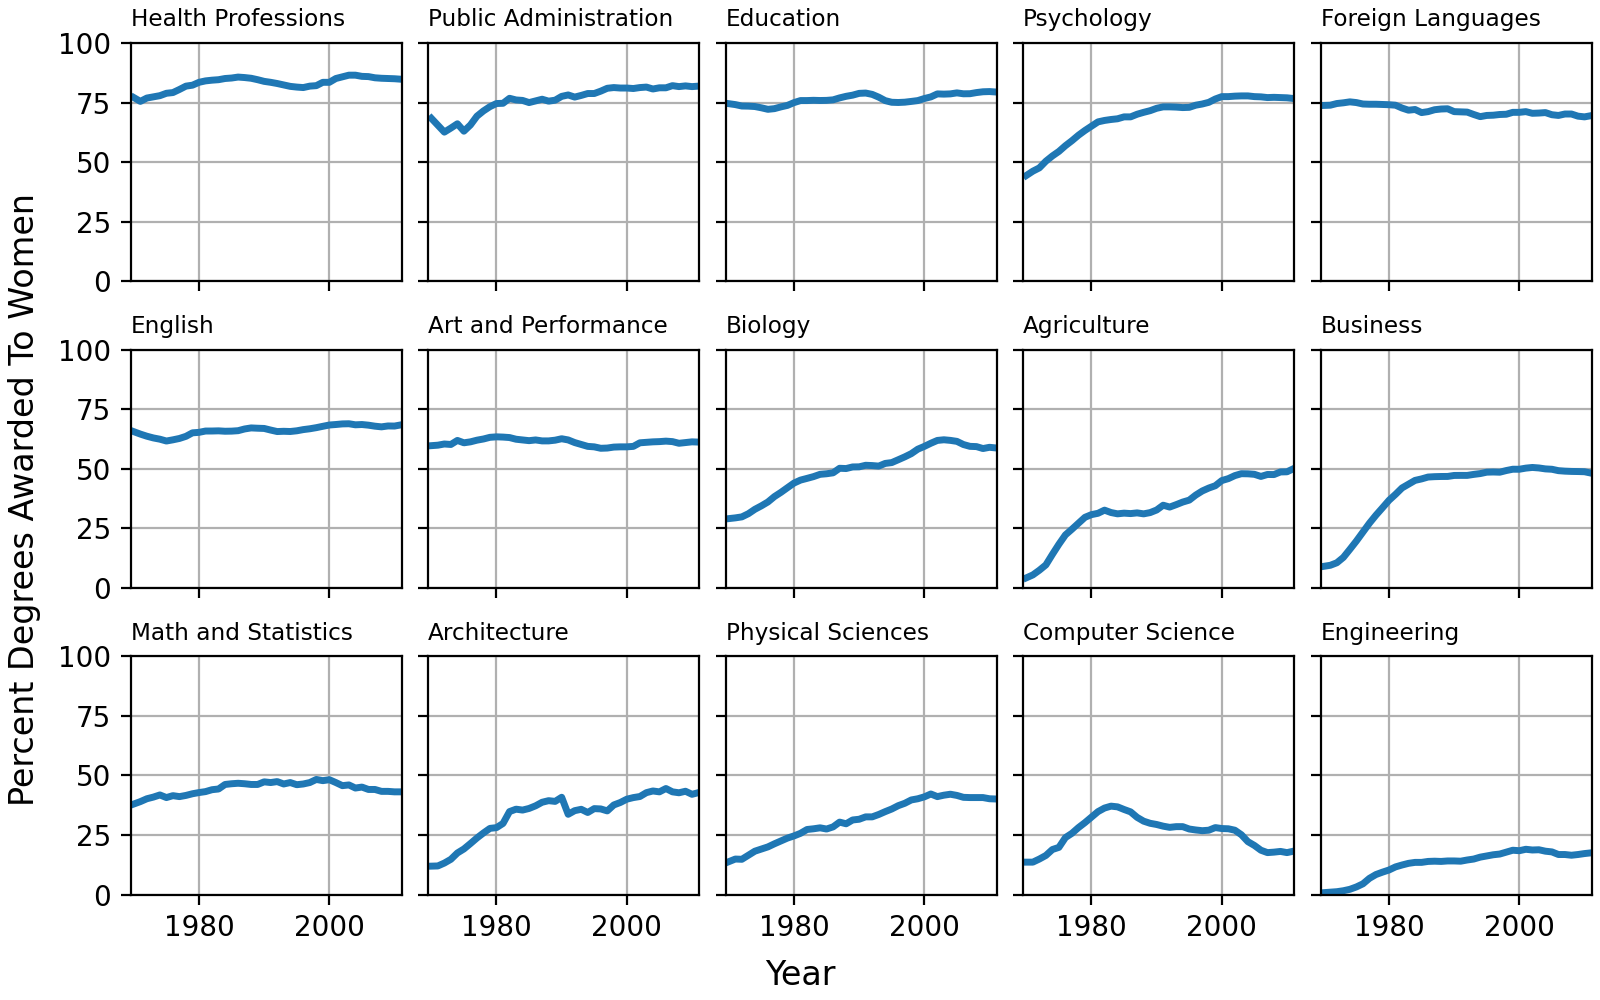 Health Professions
Public Administration
Education
Psychology
Foreign Languages
100
75
50
25
0
English
Art and Performance
Biology
Agriculture
Business
100
75
50
25
0
Math and Statistics
Architecture
Physical Sciences
Computer Science
Engineering
100
75
50
25
0
1980 2000
1980 2000
1980 2000
1980 2000
1980 2000
Percent Degrees Awarded To Women
Year